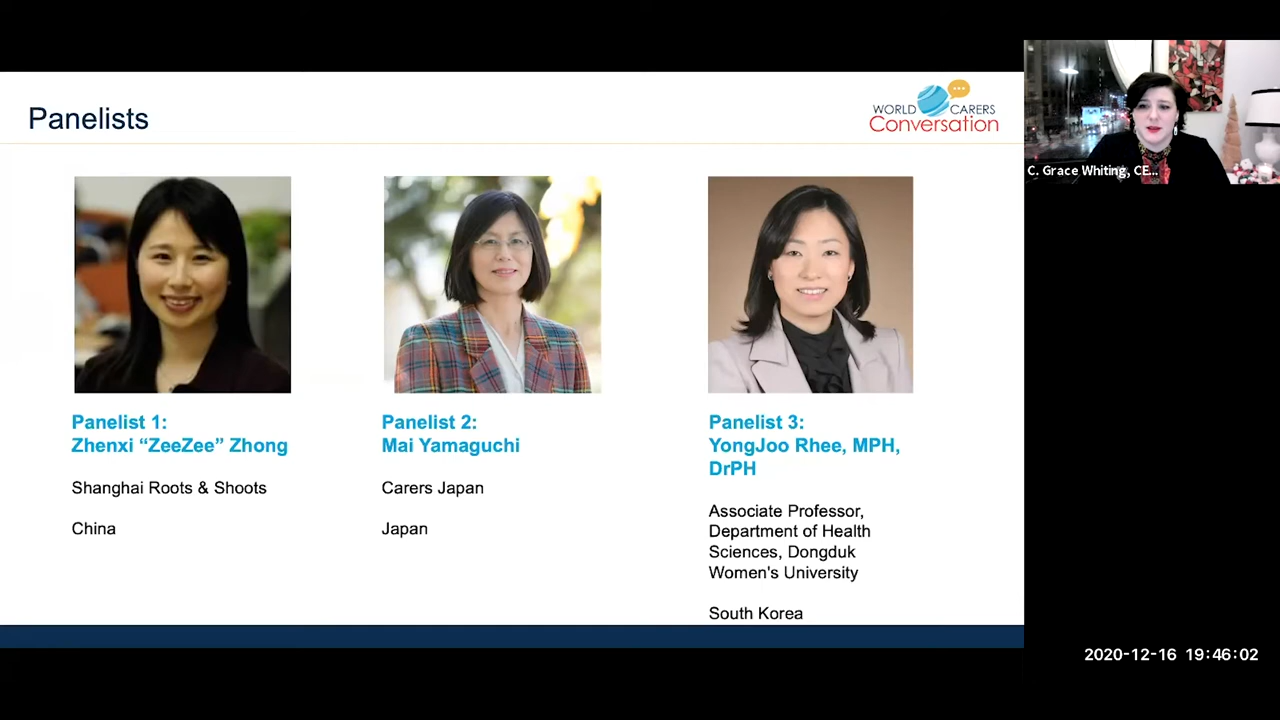 Panelists
WORLD CARERS
Conversation
C. Grace Whiting, CE...
Panelist 1:
Zhenxi “ZeeZee” Zhong
Shanghai Roots & Shoots
China
Panelist 2:
Mai Yamaguchi
Carers Japan
Japan
Panelist 3:
YongJoo Rhee, MPH,
DrPH
Associate Professor,
Department of Health
Sciences, Dongduk
Women's University
South Korea
2020-12-16 19:46:02